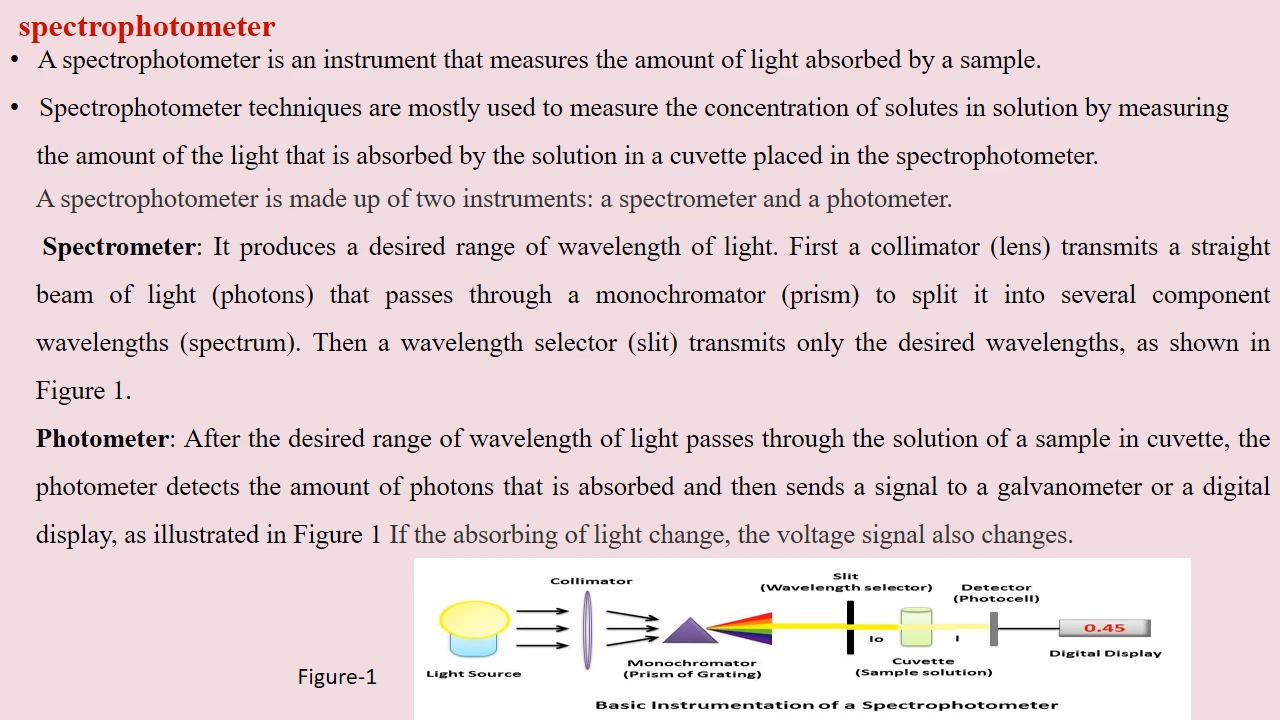 spectrophotometer
• A spectrophotometer is an instrument that measures the amount of light absorbed by a sample.
• Spectrophotometer techniques are mostly used to measure the concentration of solutes in solution by measuring
the amount of the light that is absorbed by the solution in a cuvette placed in the spectrophotometer.
A spectrophotometer is made up of two instruments: a spectrometer and a photometer.
Spectrometer: It produces a desired range of wavelength of light. First a collimator (lens) transmits a straight
beam of light (photons) that passes through a monochromator (prism) to split it into several component
wavelengths (spectrum). Then a wavelength selector (slit) transmits only the desired wavelengths, as shown in
Figure 1.
Photometer: After the desired range of wavelength of light passes through the solution of a sample in cuvette, the
photometer detects the amount of photons that is absorbed and then sends a signal to a galvanometer or a digital
display, as illustrated in Figure 1 If the absorbing of light change, the voltage signal also changes.
Collimator
Slit
(Wavelength selector)
Detector
(Photocell)
Io
I
0.45
Digital Display
Light Source
Monochromator
(Prism of Grating)
Cuvette
(Sample solution)
Figure-1
Basic Instrumentation of a Spectrophotometer